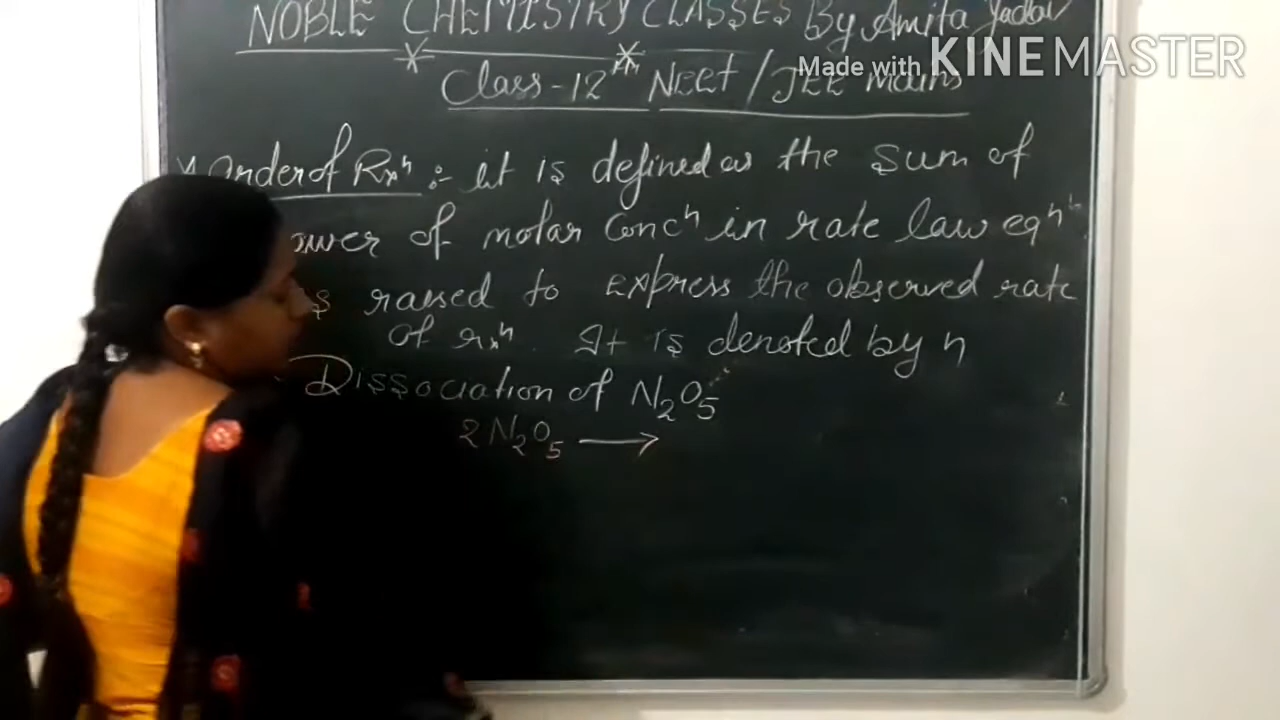 NOBLE CHEMISTRY CLASSES By Amita Yadav
Made with KINEMASTER
Class-12th NEET / JEE Mains
Order of Rxⁿ :- it is defined as the sum of
ower of molar Concⁿ in rate law eqⁿ
s raised to express the observed rate
of rxⁿ. It is denoted by n
Dissociation of N₂O₅
2N₂O₅ ⟶